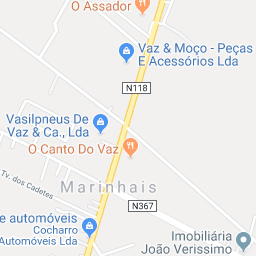 O Assador
Vaz & Moço - Peças
E Acessórios Lda
N118
Vasilpneus De
Vaz & Ca., Lda
O Canto Do Vaz
Tv. dos Cadetes
Marinhais
N367
e automóveis
Cocharro
Automóveis Lda
Imobiliária
João Verissimo